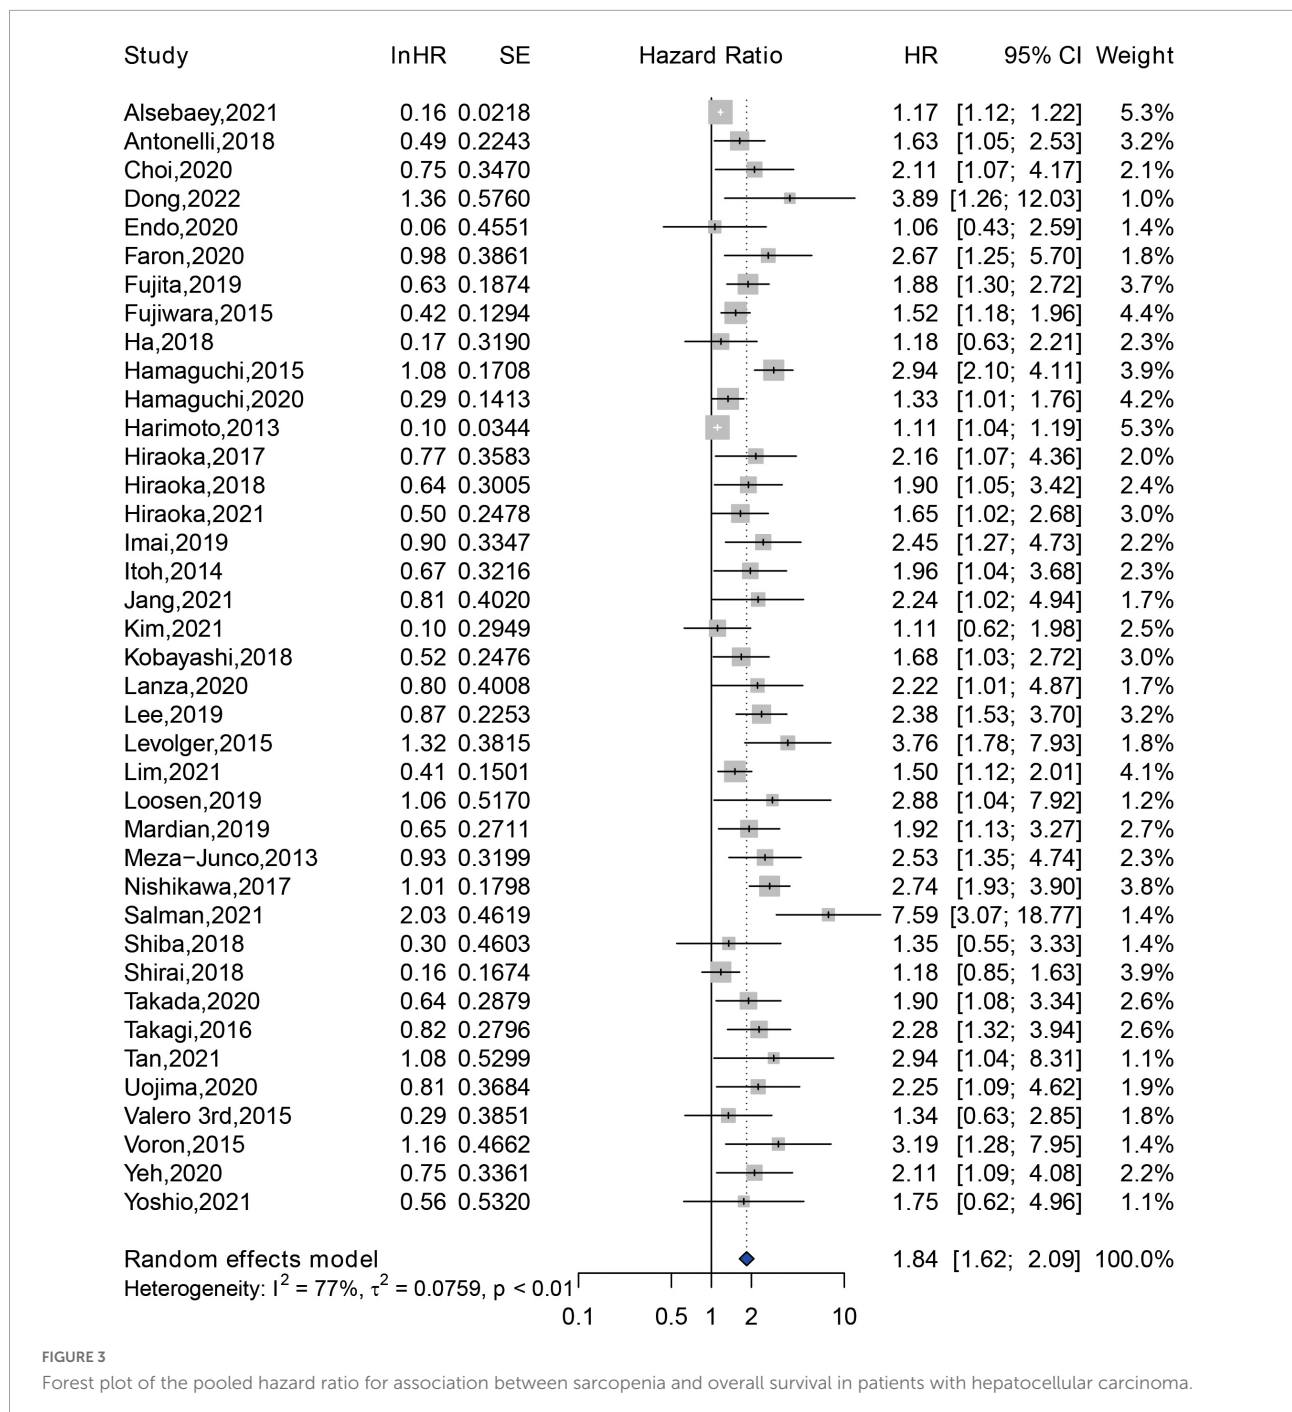 Study lnHR SE Hazard Ratio HR 95% CI Weight
Alsebaey,2021 0.16 0.0218 1.17 [1.12; 1.22] 5.3%
Antonelli,2018 0.49 0.2243 1.63 [1.05; 2.53] 3.2%
Choi,2020 0.75 0.3470 2.11 [1.07; 4.17] 2.1%
Dong,2022 1.36 0.5760 3.89 [1.26; 12.03] 1.0%
Endo,2020 0.06 0.4551 1.06 [0.43; 2.59] 1.4%
Faron,2020 0.98 0.3861 2.67 [1.25; 5.70] 1.8%
Fujita,2019 0.63 0.1874 1.88 [1.30; 2.72] 3.7%
Fujiwara,2015 0.42 0.1294 1.52 [1.18; 1.96] 4.4%
Ha,2018 0.17 0.3190 1.18 [0.63; 2.21] 2.3%
Hamaguchi,2015 1.08 0.1708 2.94 [2.10; 4.11] 3.9%
Hamaguchi,2020 0.29 0.1413 1.33 [1.01; 1.76] 4.2%
Harimoto,2013 0.10 0.0344 1.11 [1.04; 1.19] 5.3%
Hiraoka,2017 0.77 0.3583 2.16 [1.07; 4.36] 2.0%
Hiraoka,2018 0.64 0.3005 1.90 [1.05; 3.42] 2.4%
Hiraoka,2021 0.50 0.2478 1.65 [1.02; 2.68] 3.0%
Imai,2019 0.90 0.3347 2.45 [1.27; 4.73] 2.2%
Itoh,2014 0.67 0.3216 1.96 [1.04; 3.68] 2.3%
Jang,2021 0.81 0.4020 2.24 [1.02; 4.94] 1.7%
Kim,2021 0.10 0.2949 1.11 [0.62; 1.98] 2.5%
Kobayashi,2018 0.52 0.2476 1.68 [1.03; 2.72] 3.0%
Lanza,2020 0.80 0.4008 2.22 [1.01; 4.87] 1.7%
Lee,2019 0.87 0.2253 2.38 [1.53; 3.70] 3.2%
Levolger,2015 1.32 0.3815 3.76 [1.78; 7.93] 1.8%
Lim,2021 0.41 0.1501 1.50 [1.12; 2.01] 4.1%
Loosen,2019 1.06 0.5170 2.88 [1.04; 7.92] 1.2%
Mardian,2019 0.65 0.2711 1.92 [1.13; 3.27] 2.7%
Meza−Junco,2013 0.93 0.3199 2.53 [1.35; 4.74] 2.3%
Nishikawa,2017 1.01 0.1798 2.74 [1.93; 3.90] 3.8%
Salman,2021 2.03 0.4619 7.59 [3.07; 18.77] 1.4%
Shiba,2018 0.30 0.4603 1.35 [0.55; 3.33] 1.4%
Shirai,2018 0.16 0.1674 1.18 [0.85; 1.63] 3.9%
Takada,2020 0.64 0.2879 1.90 [1.08; 3.34] 2.6%
Takagi,2016 0.82 0.2796 2.28 [1.32; 3.94] 2.6%
Tan,2021 1.08 0.5299 2.94 [1.04; 8.31] 1.1%
Uojima,2020 0.81 0.3684 2.25 [1.09; 4.62] 1.9%
Valero 3rd,2015 0.29 0.3851 1.34 [0.63; 2.85] 1.8%
Voron,2015 1.16 0.4662 3.19 [1.28; 7.95] 1.4%
Yeh,2020 0.75 0.3361 2.11 [1.09; 4.08] 2.2%
Yoshio,2021 0.56 0.5320 1.75 [0.62; 4.96] 1.1%
Random effects model 1.84 [1.62; 2.09] 100.0%
Heterogeneity: I² = 77%, τ² = 0.0759, p < 0.01
0.1 0.5 1 2 10
FIGURE 3
Forest plot of the pooled hazard ratio for association between sarcopenia and overall survival in patients with hepatocellular carcinoma.